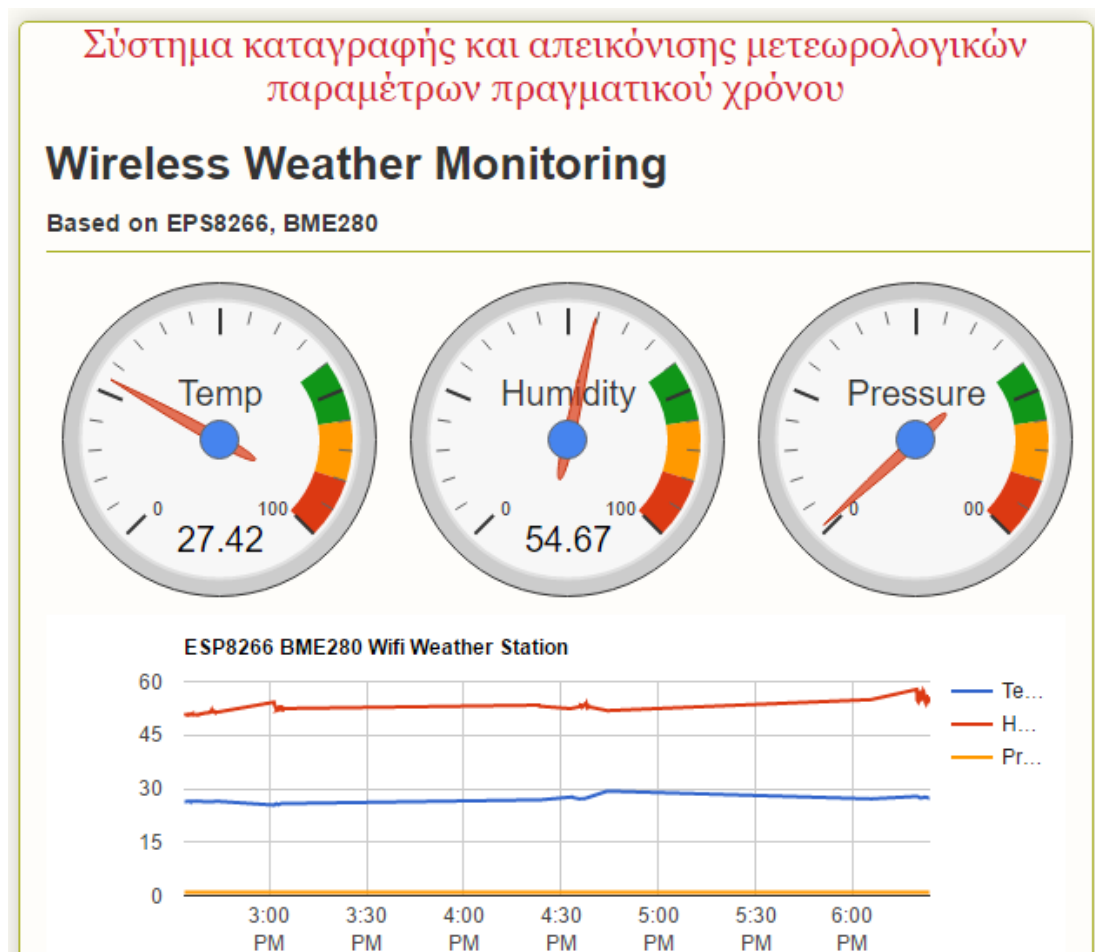 Σύστημα καταγραφής και απεικόνισης μετεωρολογικών
παραμέτρων πραγματικού χρόνου
Wireless Weather Monitoring
Based on EPS8266, BME280
Temp
0 100
27.42
Humidity
0 100
54.67
Pressure
0 00
ESP8266 BME280 Wifi Weather Station
60
45
30
15
0
Te...
H...
Pr...
3:00 3:30 4:00 4:30 5:00 5:30 6:00
PM PM PM PM PM PM PM